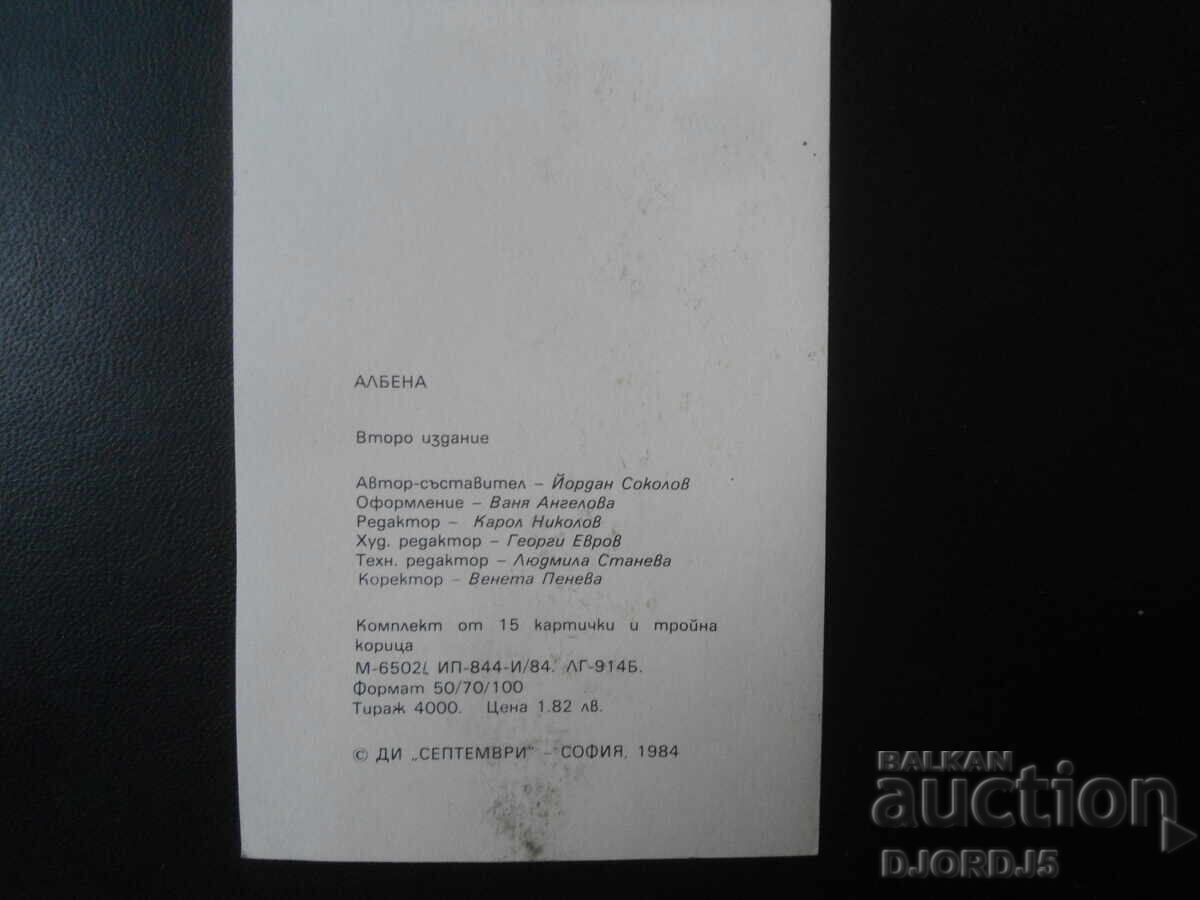 АЛБЕНА
Второ издание
Автор-съставител – Йордан Соколов
Оформление – Ваня Ангелова
Редактор – Карол Николов
Худ. редактор – Георги Евров
Техн. редактор – Людмила Станева
Коректор – Венета Пенева
Комплект от 15 картички и тройна
корица
М-6502/ ИП-844-И/84. ЛГ-914Б.
Формат 50/70/100
Тираж 4000. Цена 1.82 лв.
© ДИ „СЕПТЕМВРИ" – СОФИЯ, 1984
BALKAN
auction
DJORDJ5